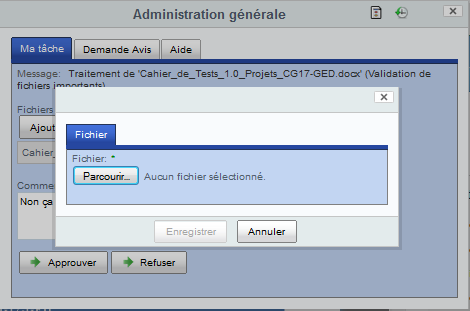 Administration générale
Ma tâche Demande Avis Aide
Message: Traitement de 'Cahier_de_Tests_1.0_Projets_CG17-GED.docx' (Validation de
fichiers importants)
Fichiers
Ajout
Cahier_
Fichier
Fichier: *
Parcourir... Aucun fichier sélectionné.
Comme
Non ça
Enregistrer Annuler
Approuver Refuser